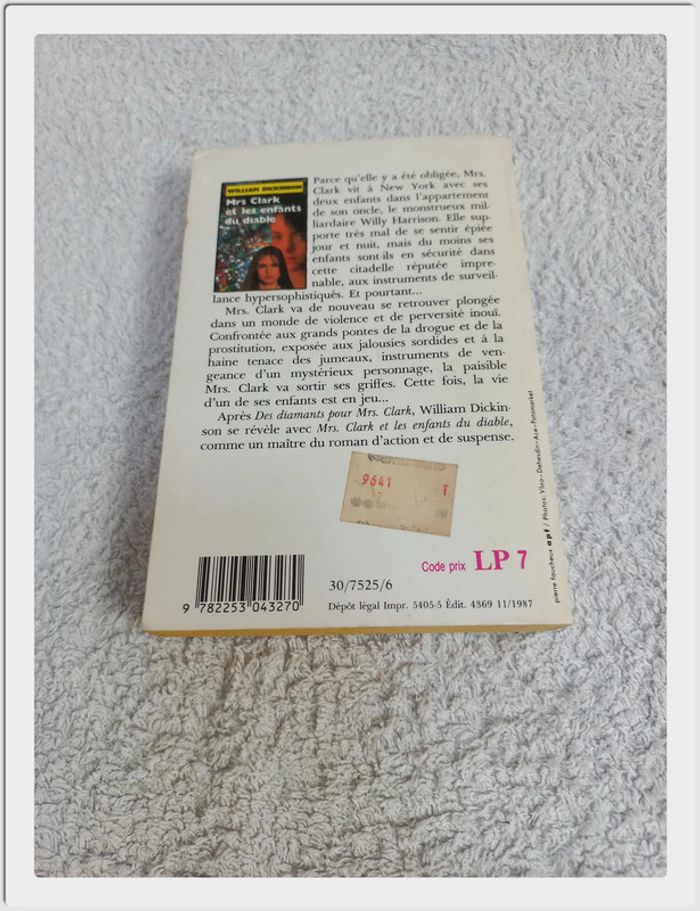 WILLIAM DICKINSON
Mrs Clark
et les enfants
du diable
Parce qu'elle y a été obligée, Mrs.
Clark vit à New York avec ses
deux enfants dans l'appartement
de son oncle, le monstrueux mil-
liardaire Willy Harrison. Elle sup-
porte très mal de se sentir épiée
jour et nuit, mais du moins ses
enfants sont-ils en sécurité dans
cette citadelle réputée impre-
nable, aux instruments de surveil-
lance hypersophistiqués. Et pourtant...
Mrs. Clark va de nouveau se retrouver plongée
dans un monde de violence et de perversité inouï.
Confrontée aux grands pontes de la drogue et de la
prostitution, exposée aux jalousies sordides et à la
haine tenace des jumeaux, instruments de ven-
geance d'un mystérieux personnage, la paisible
Mrs. Clark va sortir ses griffes. Cette fois, la vie
d'un de ses enfants est en jeu...
Après Des diamants pour Mrs. Clark, William Dickin-
son se révèle avec Mrs. Clark et les enfants du diable,
comme un maître du roman d'action et de suspense.
9641
T
Code prix LP 7
9 782253 043270
30/7525/6
Dépôt légal Impr. 5405-5 Édit. 4369 11/1987
pierre faucheux apf / Photos Vloo-Dehesdin-Ace-Fotomarket